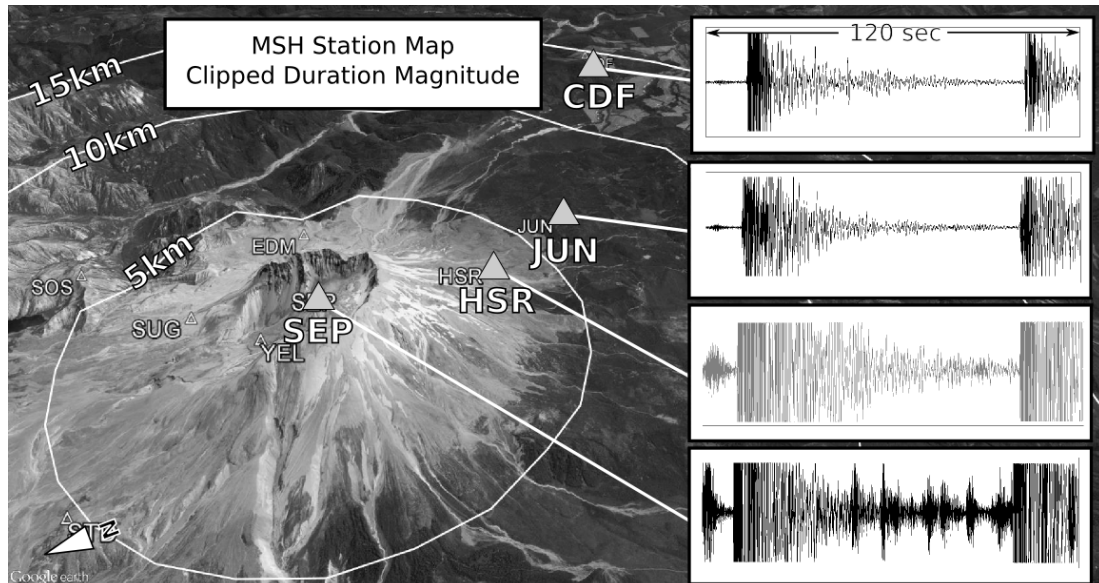 MSH Station Map
Clipped Duration Magnitude
120 sec
15km
10km
5km
CDF
JUN
JUN
HSR
HSR
EDM
SOS
SUG
SEP
YEL
N
Google earth